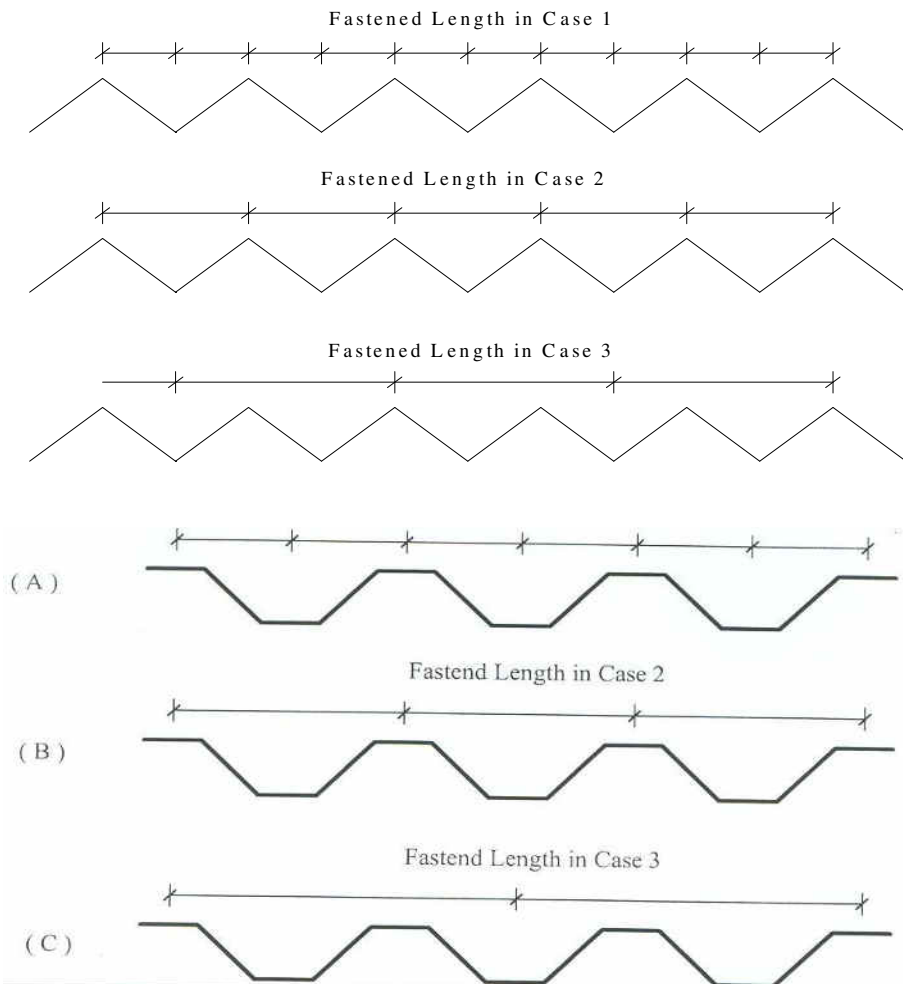 Fastened Length in Case 1
Fastened Length in Case 2
Fastened Length in Case 3
( A )
Fastend Length in Case 2
( B )
Fastend Length in Case 3
( C )